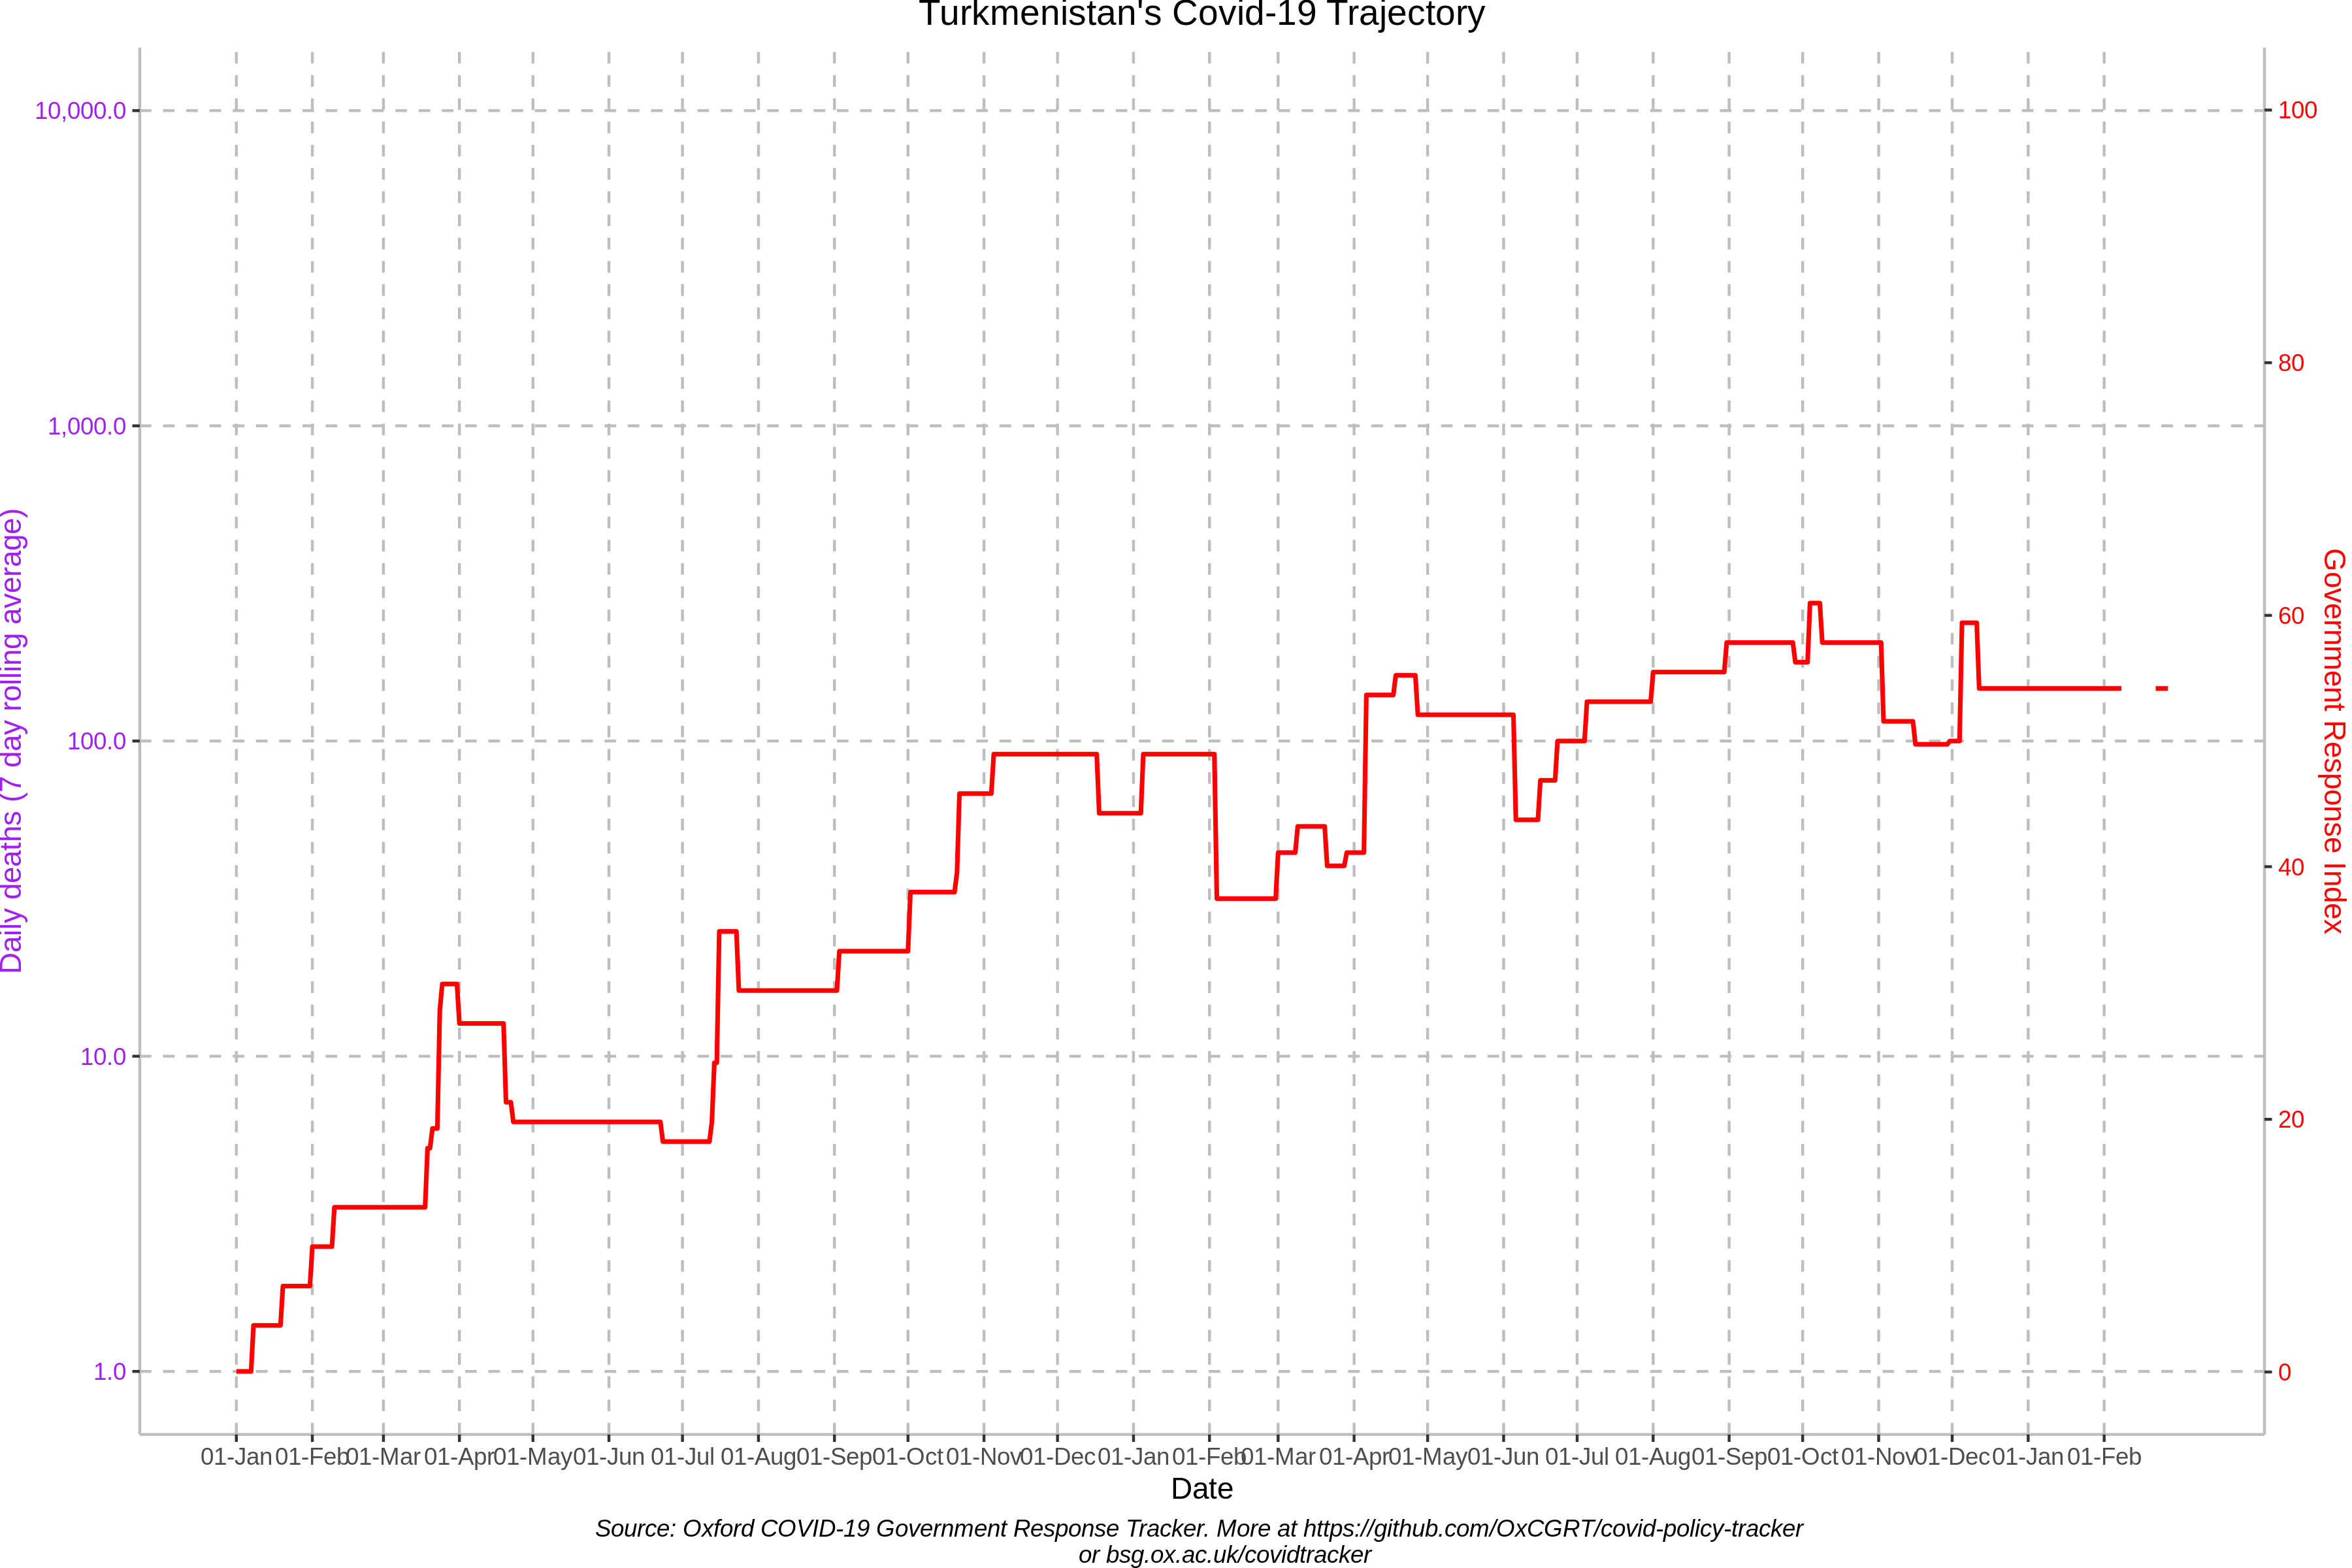 Turkmenistan's Covid-19 Trajectory
10,000.0
1,000.0
100.0
10.0
1.0
Daily deaths (7 day rolling average)
100
80
60
40
20
0
Government Response Index
01-Jan 01-Feb 01-Mar 01-Apr 01-May 01-Jun 01-Jul 01-Aug 01-Sep 01-Oct 01-Nov 01-Dec 01-Jan 01-Feb 01-Mar 01-Apr 01-May 01-Jun 01-Jul 01-Aug 01-Sep 01-Oct 01-Nov 01-Dec 01-Jan 01-Feb
Date
Source: Oxford COVID-19 Government Response Tracker. More at https://github.com/OxCGRT/covid-policy-tracker
or bsg.ox.ac.uk/covidtracker